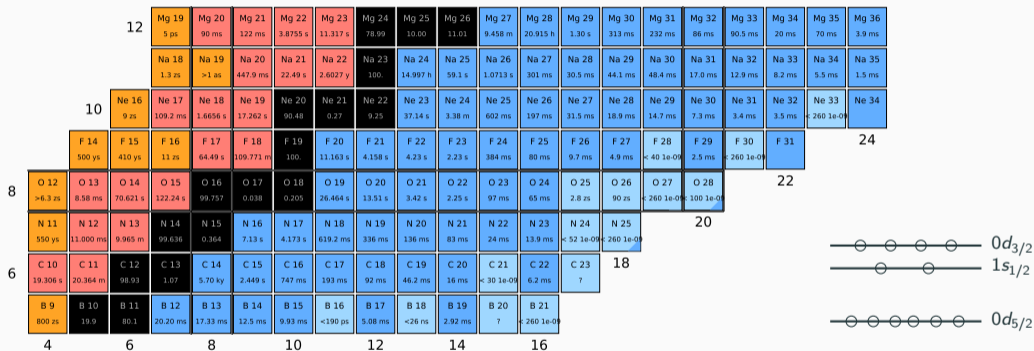 12 Mg 19 Mg 20 Mg 21 Mg 22 Mg 23 Mg 24 Mg 25 Mg 26 Mg 27 Mg 28 Mg 29 Mg 30 Mg 31 Mg 32 Mg 33 Mg 34 Mg 35 Mg 36
5 ps 90 ms 122 ms 3.8755 s 11.317 s 78.99 10.00 11.01 9.458 m 20.915 h 1.30 s 313 ms 232 ms 86 ms 90.5 ms 20 ms 70 ms 3.9 ms
Na 18 Na 19 Na 20 Na 21 Na 22 Na 23 Na 24 Na 25 Na 26 Na 27 Na 28 Na 29 Na 30 Na 31 Na 32 Na 33 Na 34 Na 35
1.3 zs >1 as 447.9 ms 22.49 s 2.6027 y 100. 14.997 h 59.1 s 1.0713 s 301 ms 30.5 ms 44.1 ms 48.4 ms 17.0 ms 12.9 ms 8.2 ms 5.5 ms 1.5 ms
10 Ne 16 Ne 17 Ne 18 Ne 19 Ne 20 Ne 21 Ne 22 Ne 23 Ne 24 Ne 25 Ne 26 Ne 27 Ne 28 Ne 29 Ne 30 Ne 31 Ne 32 Ne 33 Ne 34
9 zs 109.2 ms 1.6656 s 17.262 s 90.48 0.27 9.25 37.14 s 3.38 m 602 ms 197 ms 31.5 ms 18.9 ms 14.7 ms 7.3 ms 3.4 ms 3.5 ms < 260 1e-09
F 14 F 15 F 16 F 17 F 18 F 19 F 20 F 21 F 22 F 23 F 24 F 25 F 26 F 27 F 28 F 29 F 30 F 31 24
500 ys 410 ys 11 zs 64.49 s 109.771 m 100. 11.163 s 4.158 s 4.23 s 2.23 s 384 ms 80 ms 9.7 ms 4.9 ms < 40 1e-09 2.5 ms < 260 1e-09
8 O 12 O 13 O 14 O 15 O 16 O 17 O 18 O 19 O 20 O 21 O 22 O 23 O 24 O 25 O 26 O 27 O 28 22
>6.3 zs 8.58 ms 70.621 s 122.24 s 99.757 0.038 0.205 26.464 s 13.51 s 3.42 s 2.25 s 97 ms 65 ms 2.8 zs 90 zs < 260 1e-09 < 100 1e-09
N 11 N 12 N 13 N 14 N 15 N 16 N 17 N 18 N 19 N 20 N 21 N 22 N 23 N 24 N 25 20
550 ys 11.000 ms 9.965 m 99.636 0.364 7.13 s 4.173 s 619.2 ms 336 ms 136 ms 83 ms 24 ms 13.9 ms < 52 1e-09 < 260 1e-09
0d3/2
6 C 10 C 11 C 12 C 13 C 14 C 15 C 16 C 17 C 18 C 19 C 20 C 21 C 22 C 23 18
19.306 s 20.364 m 98.93 1.07 5.70 ky 2.449 s 747 ms 193 ms 92 ms 46.2 ms 16 ms < 30 1e-09 6.2 ms ?
1s1/2
B 9 B 10 B 11 B 12 B 13 B 14 B 15 B 16 B 17 B 18 B 19 B 20 B 21
800 zs 19.9 80.1 20.20 ms 17.33 ms 12.5 ms 9.93 ms <190 ps 5.08 ms <26 ns 2.92 ms ? < 260 1e-09
0d5/2
4 6 8 10 12 14 16